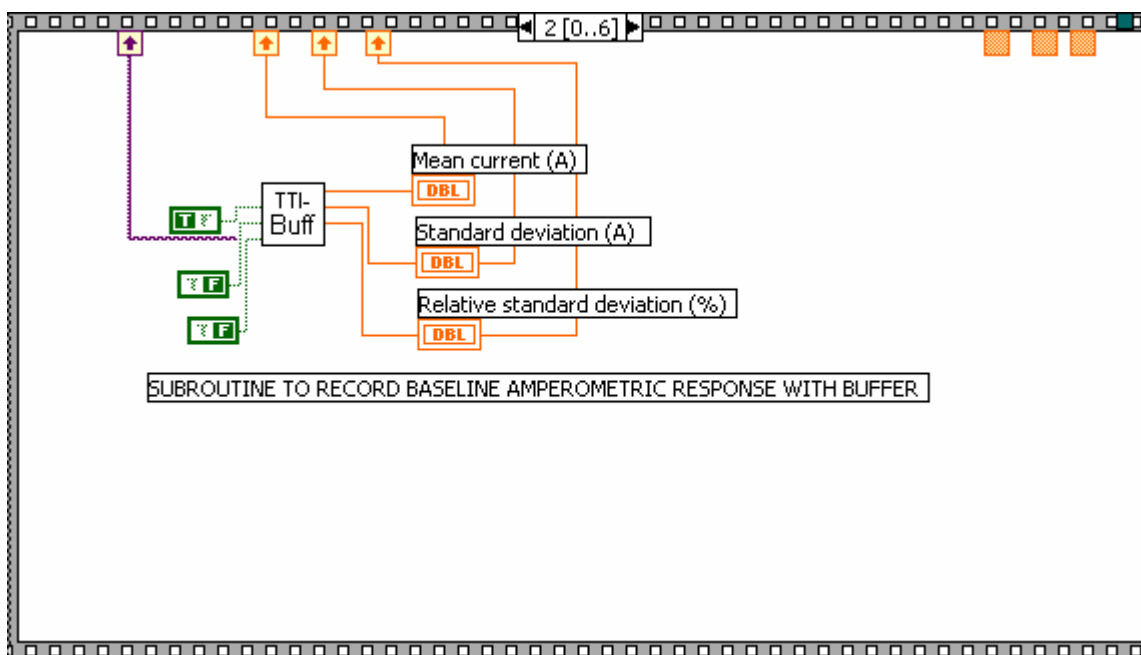 2 [0..6]
Mean current (A)
DBL
TTI-
Buff
T
Standard deviation (A)
DBL
F
Relative standard deviation (%)
DBL
F
SUBROUTINE TO RECORD BASELINE AMPEROMETRIC RESPONSE WITH BUFFER